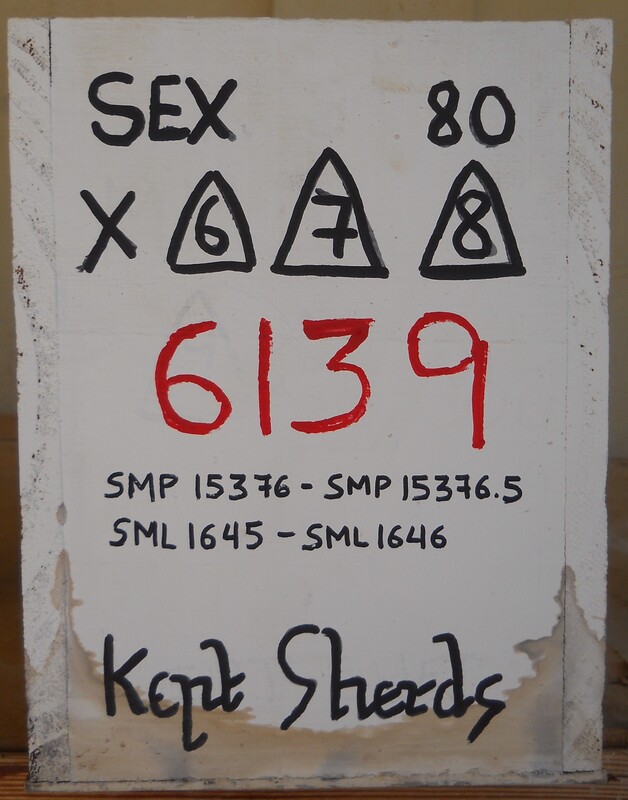 SEX 80
X 6 7 8
6139
SMP 15376 - SMP 15376.5
SML 1645 - SML 1646
Kept Sherds